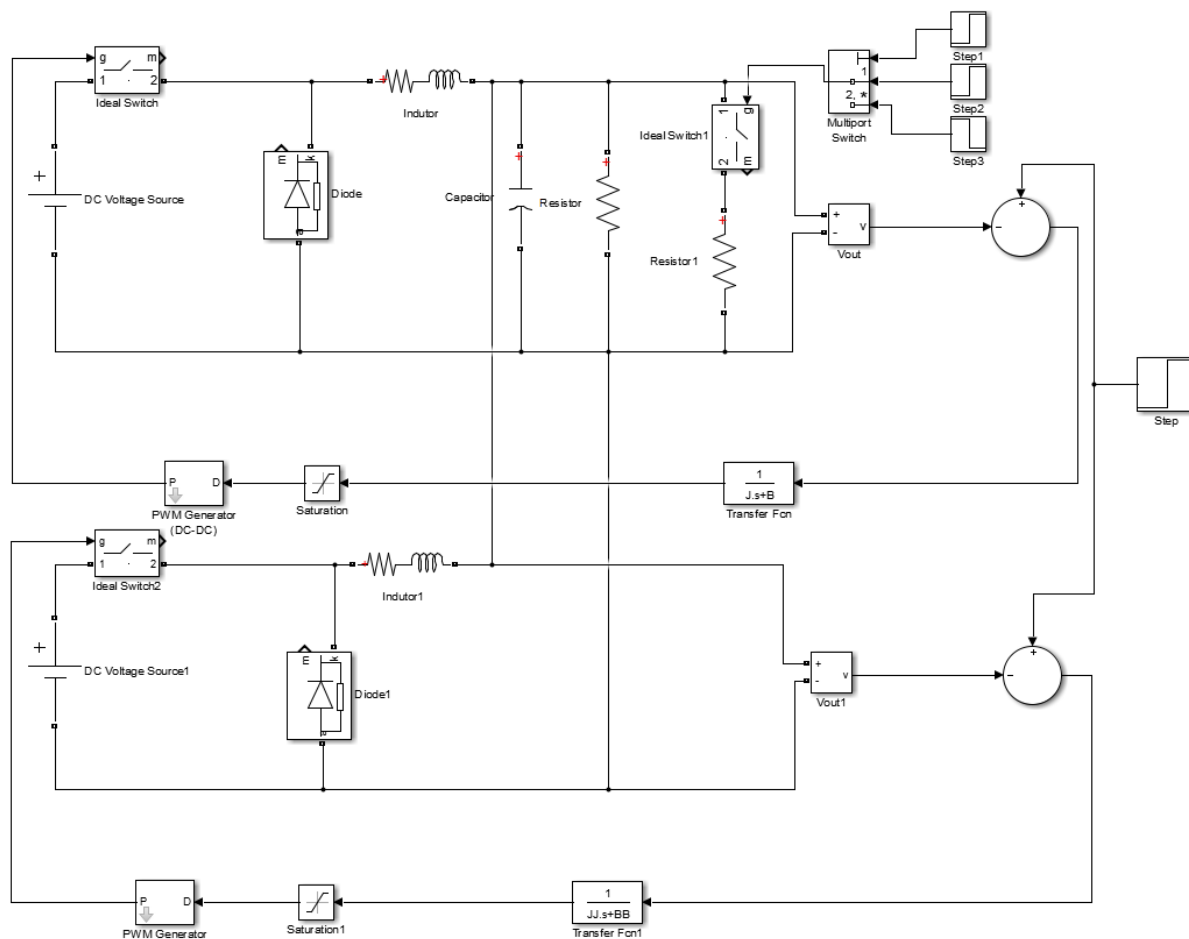 Step1
g m
1 2
Ideal Switch
1
2, *
Multiport
Switch
Step2
Step3
Indutor
1 g
Ideal Switch1
2 m
+
DC Voltage Source
m k
a
Diode
+
Capacitor
+
Resistor
+
Resistor1
+
-
v
Vout
+
-
Step
P D
PWM Generator
(DC-DC)
Saturation
1
J.s+B
Transfer Fcn
g m
1 2
Ideal Switch2
+
Indutor1
+
DC Voltage Source1
m k
a
Diode1
+
-
v
Vout1
+
-
P D
PWM Generator
Saturation1
1
JJ.s+BB
Transfer Fcn1